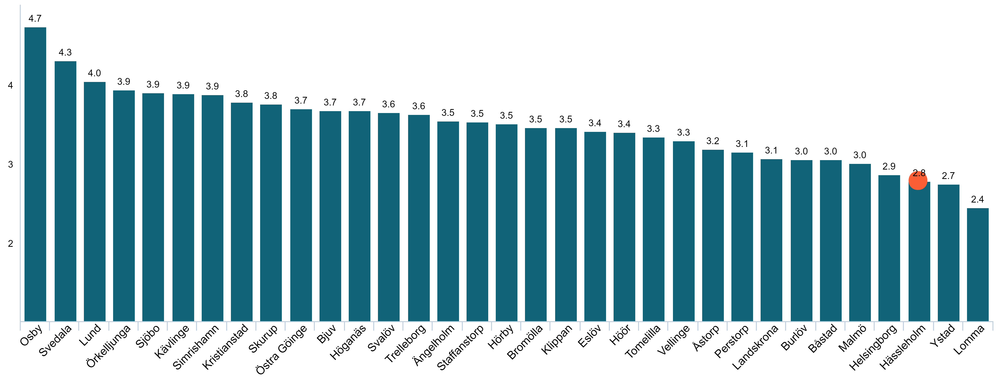 4.7
4.3
4.0
3.9
3.9
3.9
3.9
3.8
3.8
3.7
3.7
3.7
3.6
3.6
3.5
3.5
3.5
3.5
3.5
3.4
3.4
3.3
3.3
3.2
3.1
3.1
3.0
3.0
3.0
2.9
2.8
2.7
2.4
4
3
2
Osby
Svedala
Lund
Örkelljunga
Sjöbo
Kävlinge
Simrishamn
Kristianstad
Skurup
Östra Göinge
Bjuv
Höganäs
Svalöv
Trelleborg
Ängelholm
Staffanstorp
Hörby
Bromölla
Klippan
Eslöv
Höör
Tomelilla
Vellinge
Åstorp
Perstorp
Landskrona
Burlöv
Båstad
Malmö
Helsingborg
Hässleholm
Ystad
Lomma